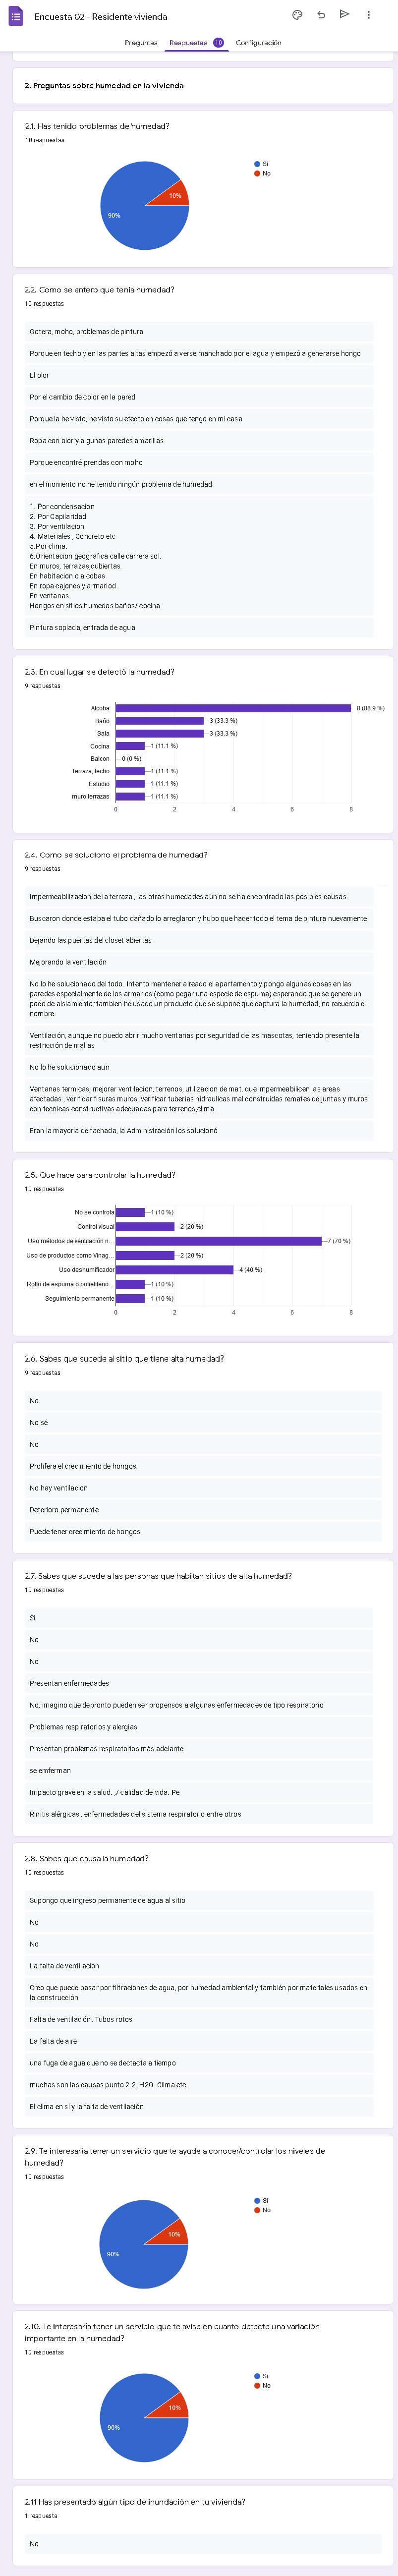 Encuesta 02 - Residente vivienda
Preguntas Respuestas 10 Configuración
2. Preguntas sobre humedad en la vivienda
2.1. Has tenido problemas de humedad?
10 respuestas
Si
No
10%
90%
2.2. Como se entero que tenia humedad?
10 respuestas
Gotera, moho, problemas de pintura
Porque en techo y en las partes altas empezó a verse manchado por el agua y empezó a generarse hongo
El olor
Por el cambio de color en la pared
Porque la he visto, he visto su efecto en cosas que tengo en mi casa
Ropa con olor y algunas paredes amarillas
Porque encontré prendas con moho
en el momento no he tenido ningún problema de humedad
1. Por condensacion
2. Por Capilaridad
3. Por ventilacion
4. Materiales , Concreto etc
5.Por clima.
6.Orientacion geografica calle carrera sol.
En muros, terrazas,cubiertas
En habitacion o alcobas
En ropa cajones y armariod
En ventanas.
Hongos en sitios humedos baños/ cocina
Pintura soplada, entrada de agua
2.3. En cual lugar se detectó la humedad?
9 respuestas
Alcoba 8 (88.9 %)
Baño 3 (33.3 %)
Sala 3 (33.3 %)
Cocina 1 (11.1 %)
Balcon 0 (0 %)
Terraza, techo 1 (11.1 %)
Estudio 1 (11.1 %)
muro terrazas 1 (11.1 %)
0 2 4 6 8
2.4. Como se soluciono el problema de humedad?
9 respuestas
Impermeabilización de la terraza , las otras humedades aún no se ha encontrado las posibles causas
Buscaron donde estaba el tubo dañado lo arreglaron y hubo que hacer todo el tema de pintura nuevamente
Dejando las puertas del closet abiertas
Mejorando la ventilación
No lo he solucionado del todo. Intento mantener aireado el apartamento y pongo algunas cosas en las
paredes especialmente de los armarios (como pegar una especie de espuma) esperando que se genere un
poco de aislamiento; tambien he usado un producto que se supone que captura la humedad, no recuerdo el
nombre.
Ventilación, aunque no puedo abrir mucho ventanas por seguridad de las mascotas, teniendo presente la
restricción de mallas
No lo he solucionado aun
Ventanas termicas, mejorar ventilacion, terrenos, utilizacion de mat. que impermeabilicen las areas
afectadas , verificar fisuras muros, verificar tuberias hidraulicas mal construidas remates de juntas y muros
con tecnicas constructivas adecuadas para terrenos,clima.
Eran la mayoría de fachada, la Administración los solucionó
2.5. Que hace para controlar la humedad?
10 respuestas
No se controla 1 (10 %)
Control visual 2 (20 %)
Uso métodos de ventilación n... 7 (70 %)
Uso de productos como Vinag... 2 (20 %)
Uso deshumificador 4 (40 %)
Rollo de espuma o polietileno... 1 (10 %)
Seguimiento permanente 1 (10 %)
0 2 4 6 8
2.6. Sabes que sucede al sitio que tiene alta humedad?
9 respuestas
No
No sé
No
Prolifera el crecimiento de hongos
No hay ventilacion
Deterioro permanente
Puede tener crecimiento de hongos
2.7. Sabes que sucede a las personas que habitan sitios de alta humedad?
10 respuestas
Si
No
No
Presentan enfermedades
No, imagino que depronto pueden ser propensos a algunas enfermedades de tipo respiratorio
Problemas respiratorios y alergias
Presentan problemas respiratorios más adelante
se emferman
Impacto grave en la salud. ,/ calidad de vida. Pe
Rinitis alérgicas , enfermedades del sistema respiratorio entre otros
2.8. Sabes que causa la humedad?
10 respuestas
Supongo que ingreso permanente de agua al sitio
No
No
La falta de ventilación
Creo que puede pasar por filtraciones de agua, por humedad ambiental y también por materiales usados en
la construcción
Falta de ventilación. Tubos rotos
La falta de aire
una fuga de agua que no se dectacta a tiempo
muchas son las causas punto 2.2. H2O. Clima etc.
El clima en sí y la falta de ventilación
2.9. Te interesaria tener un servicio que te ayude a conocer/controlar los niveles de
humedad?
10 respuestas
Si
No
10%
90%
2.10. Te interesaria tener un servicio que te avise en cuanto detecte una variación
importante en la humedad?
10 respuestas
Si
No
10%
90%
2.11 Has presentado algún tipo de inundación en tu vivienda?
1 respuesta
No